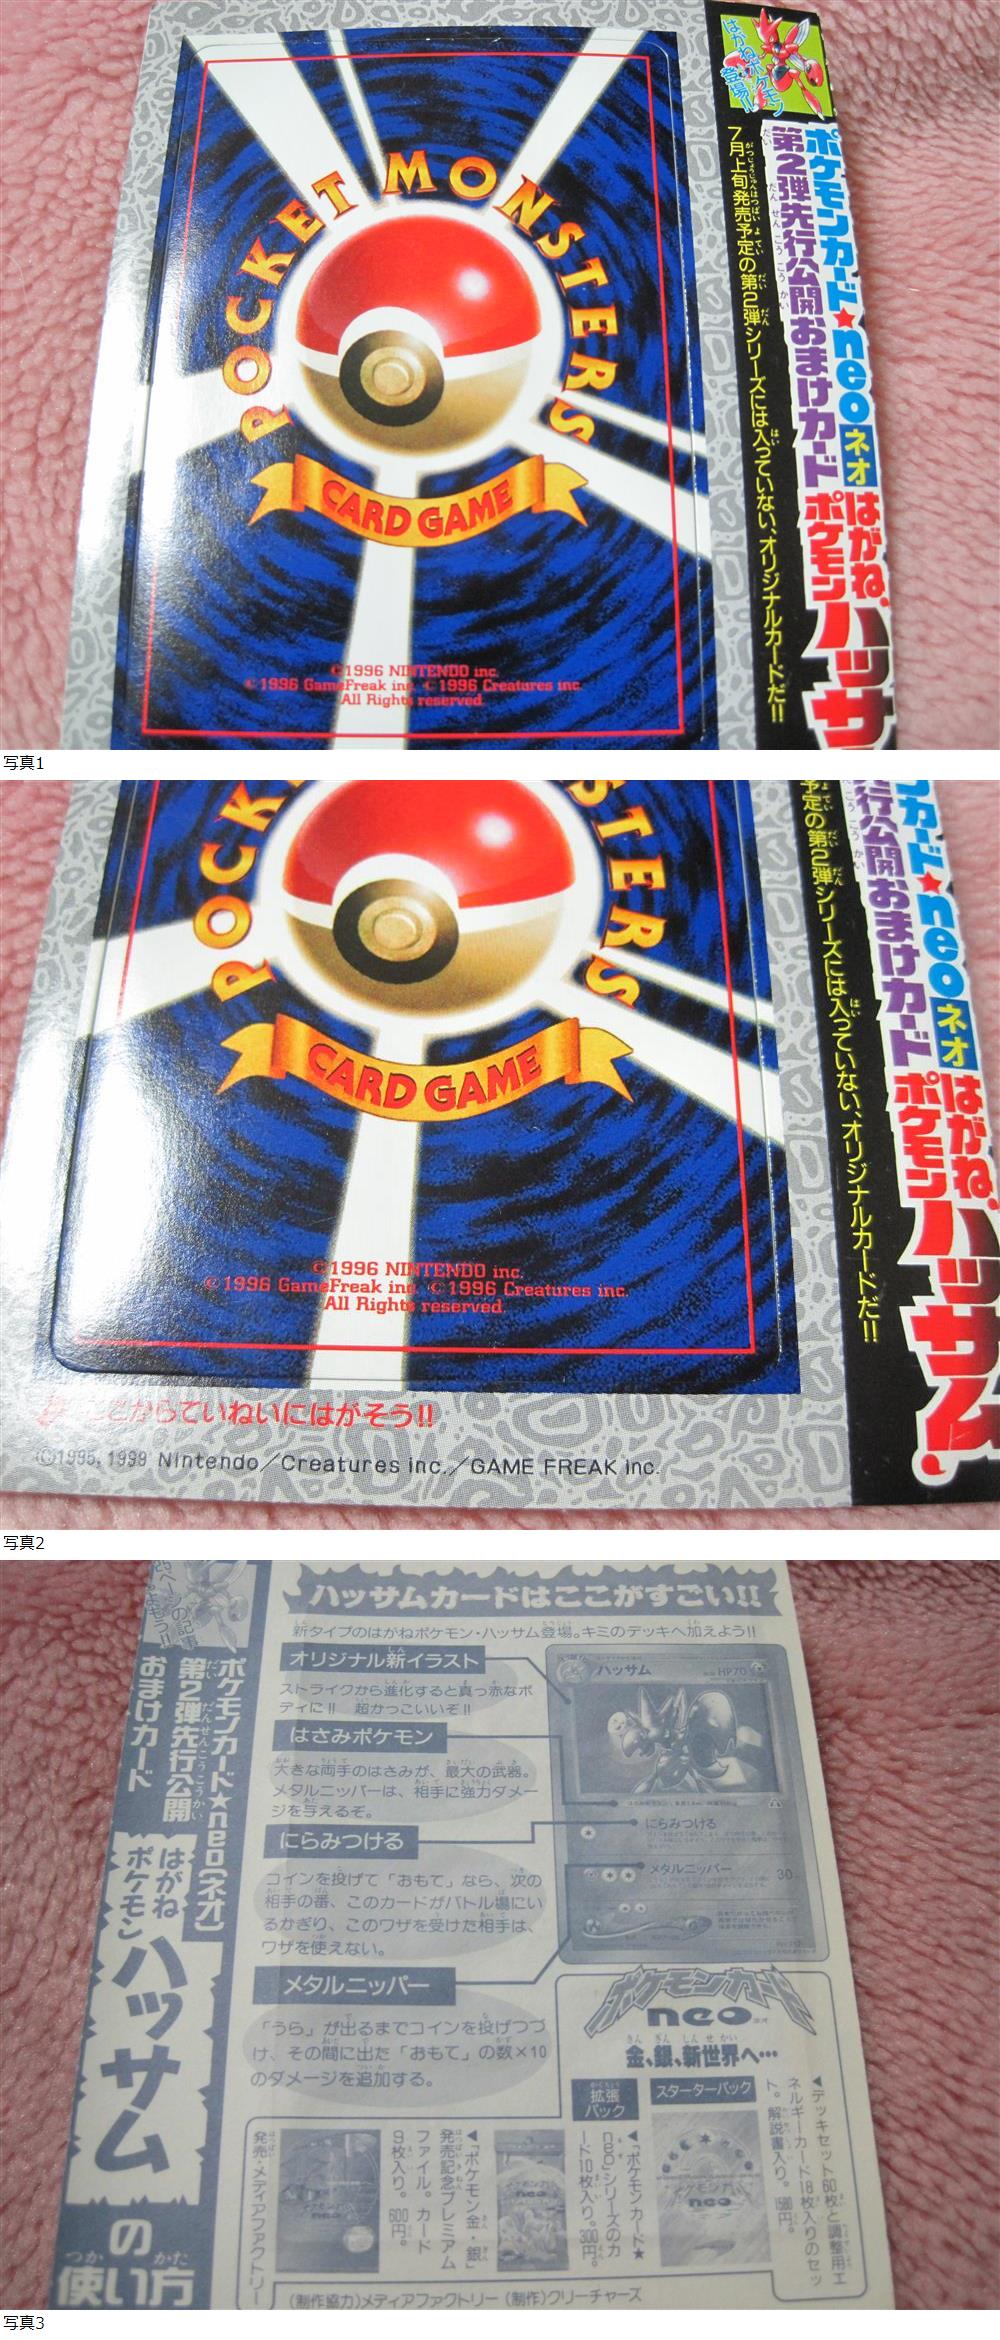 はがねポケモン
登場!!
ポケモンカード★neo ネオ
第2弾先行公開おまけカード
はがね
ポケモン
ハッサ
7月上旬発売予定の第2弾シリーズには入っていない、オリジナルカードだ!!
POCKET MONSTERS
CARD GAME
©1996 NINTENDO inc.
©1996 GameFreak inc. ©1996 Creatures inc.
All Rights reserved.
写真1
カード★neo ネオ
行公開おまけカード
はがね
ポケモン
ハッサム
予定の第2弾シリーズには入っていない、オリジナルカードだ!!
POCK
STERS
CARD GAME
©1996 NINTENDO inc.
©1996 GameFreak inc. ©1996 Creatures inc.
All Rights reserved.
ここからていねいにはがそう!!
©1995, 1999 Nintendo／Creatures inc.／GAME FREAK inc.
写真2
ページの記事
ポケモンカード★neo(ネオ)
第2弾先行公開
おまけカード
はがね
ポケモン
ハッサム
の
使い方
ハッサムカードはここがすごい!!
新タイプのはがねポケモン・ハッサム登場。キミのデッキへ加えよう!!
オリジナル新イラスト
ストライクから進化すると真っ赤なボ
ディに!! 超かっこいいぞ!!
はさみポケモン
大きな両手のはさみが、最大の武器。
メタルニッパーは、相手に強力ダメー
ジを与えるぞ。
にらみつける
コインを投げて「おもて」なら、次の
相手の番、このカードがバトル場にい
るかぎり、このワザを受けた相手は、
ワザを使えない。
メタルニッパー
「うら」が出るまでコインを投げつづ
け、その間に出た「おもて」の数×10
のダメージを追加する。
ハッサム
HP70
にらみつける
メタルニッパー
30
ポケモンカード
neo ネオ
金、銀、新世界へ…
スターターパック
◀デッキセット60枚と調整用エ
ネルギーカード18枚入りのセッ
ト。解説書入り。1580円。
拡張
パック
◀「ポケモンカード★
neo」シリーズのカ
ード10枚入り。300円。
◀「ポケモン金・銀」
発売記念プレミアム
ファイル。カード
9枚入り。600円。
発売・メディアファクトリー
(制作協力)メディアファクトリー (制作)クリーチャーズ
写真3